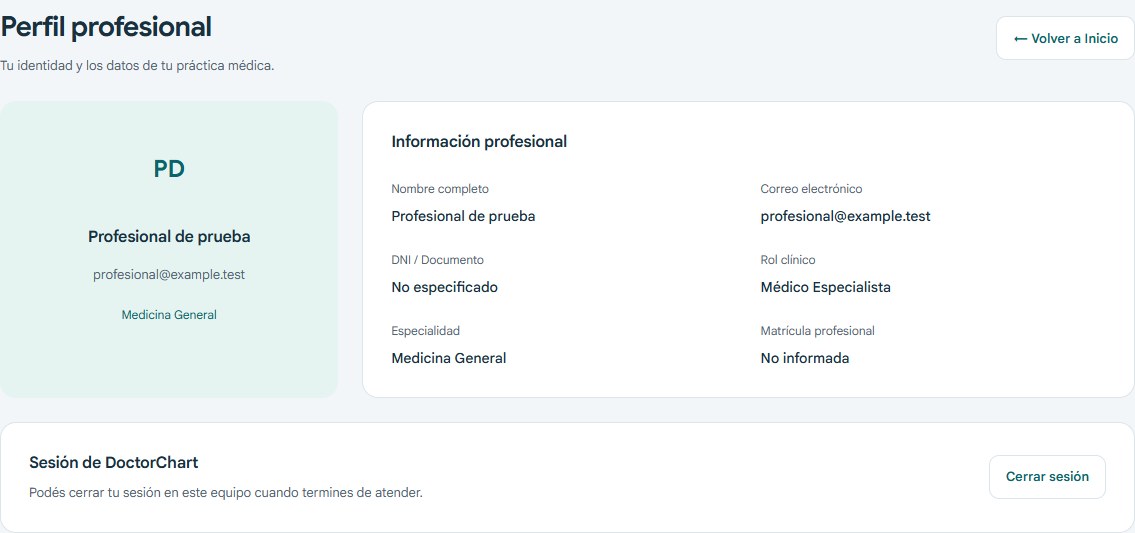 Perfil profesional
← Volver a Inicio
Tu identidad y los datos de tu práctica médica.
PD
Profesional de prueba
profesional@example.test
Medicina General
Información profesional
Nombre completo
Profesional de prueba
Correo electrónico
profesional@example.test
DNI / Documento
No especificado
Rol clínico
Médico Especialista
Especialidad
Medicina General
Matrícula profesional
No informada
Sesión de DoctorChart
Podés cerrar tu sesión en este equipo cuando termines de atender.
Cerrar sesión